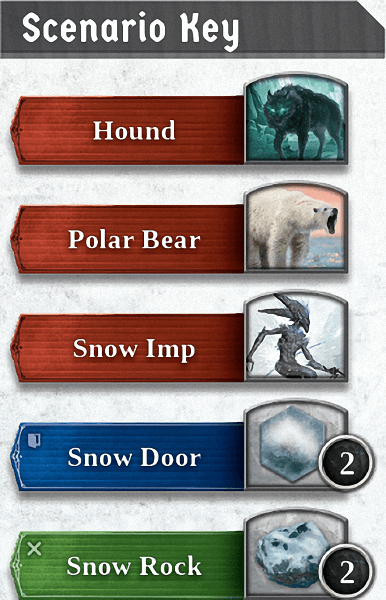 Scenario Key
Hound
Polar Bear
Snow Imp
Snow Door
2
Snow Rock
2